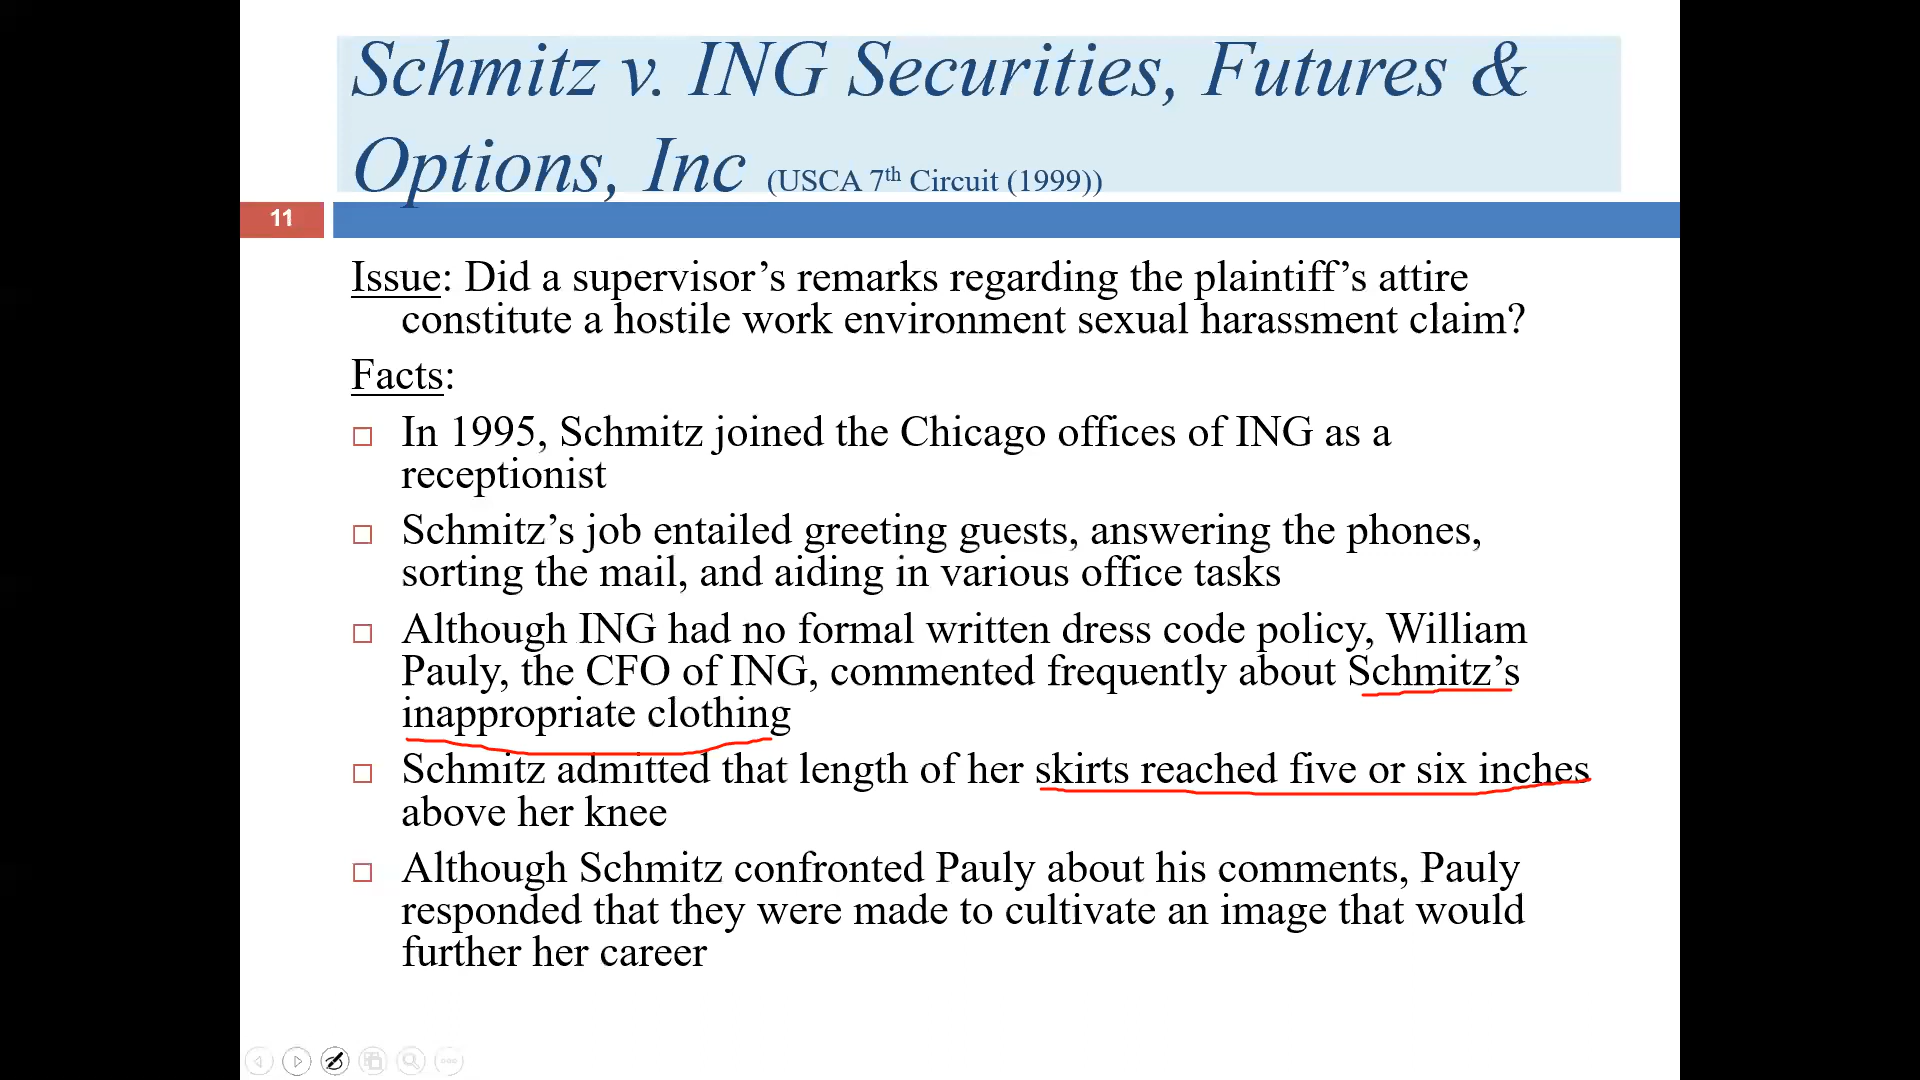 Schmitz v. ING Securities, Futures &
Options, Inc (USCA 7th Circuit (1999))
11
Issue: Did a supervisor’s remarks regarding the plaintiff’s attire
constitute a hostile work environment sexual harassment claim?
Facts:
In 1995, Schmitz joined the Chicago offices of ING as a
receptionist
Schmitz’s job entailed greeting guests, answering the phones,
sorting the mail, and aiding in various office tasks
Although ING had no formal written dress code policy, William
Pauly, the CFO of ING, commented frequently about Schmitz’s
inappropriate clothing
Schmitz admitted that length of her skirts reached five or six inches
above her knee
Although Schmitz confronted Pauly about his comments, Pauly
responded that they were made to cultivate an image that would
further her career